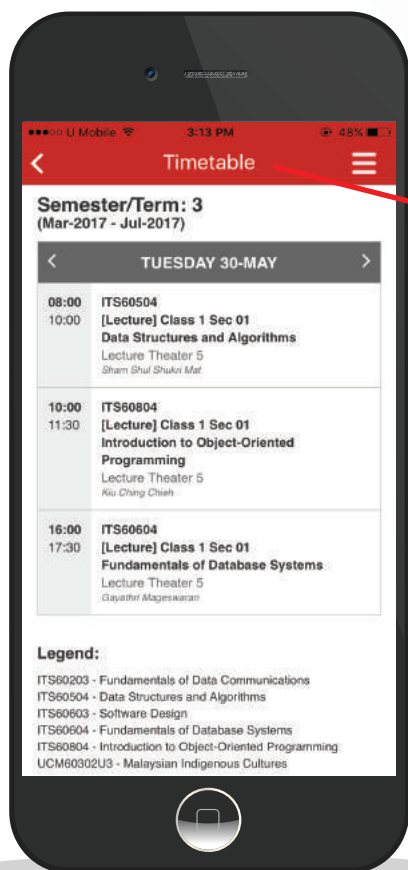 U Mobile 3:13 PM 48%
Timetable
Semester/Term: 3
(Mar-2017 - Jul-2017)
TUESDAY 30-MAY
08:00 ITS60504
10:00 [Lecture] Class 1 Sec 01
Data Structures and Algorithms
Lecture Theater 5
Sham Shul Shukri Mat
10:00 ITS60804
11:30 [Lecture] Class 1 Sec 01
Introduction to Object-Oriented
Programming
Lecture Theater 5
Kiu Ching Chieh
16:00 ITS60604
17:30 [Lecture] Class 1 Sec 01
Fundamentals of Database Systems
Lecture Theater 5
Gayathri Mageswaran
Legend:
ITS60203 - Fundamentals of Data Communications
ITS60504 - Data Structures and Algorithms
ITS60603 - Software Design
ITS60604 - Fundamentals of Database Systems
ITS60804 - Introduction to Object-Oriented Programming
UCM60302U3 - Malaysian Indigenous Cultures